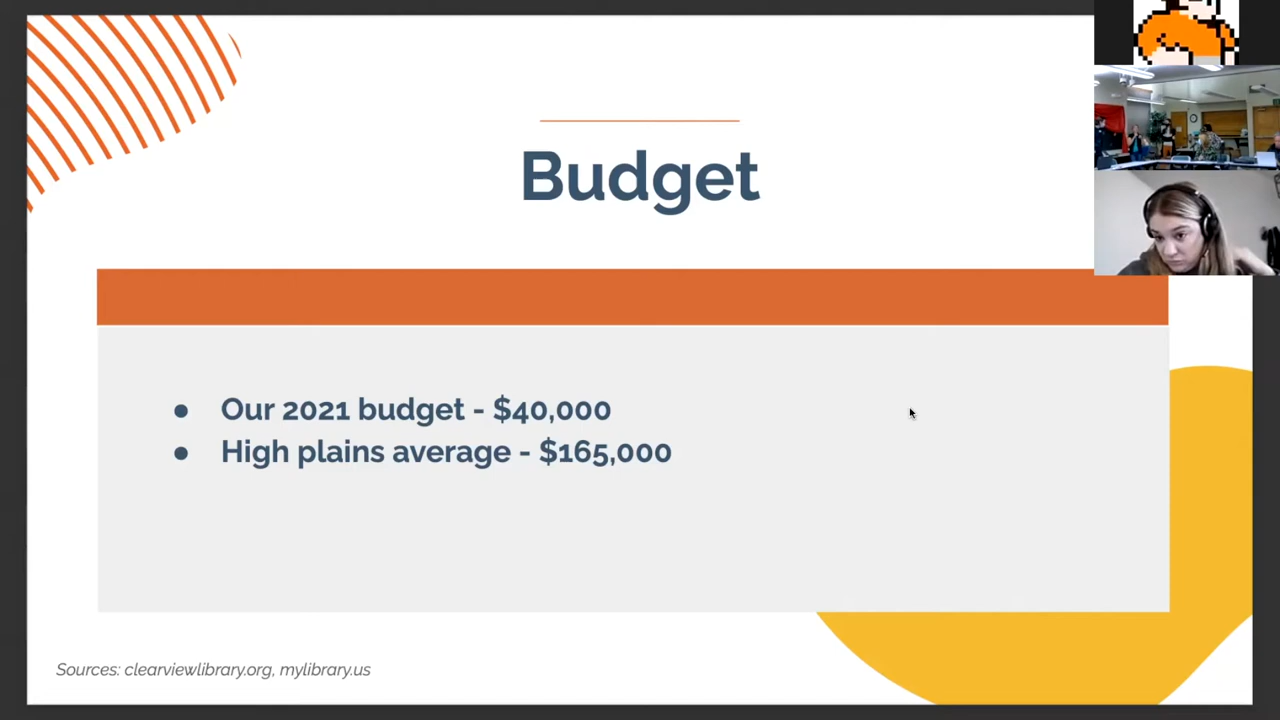 Budget
● Our 2021 budget - $40,000
● High plains average - $165,000
Sources: clearviewlibrary.org, mylibrary.us